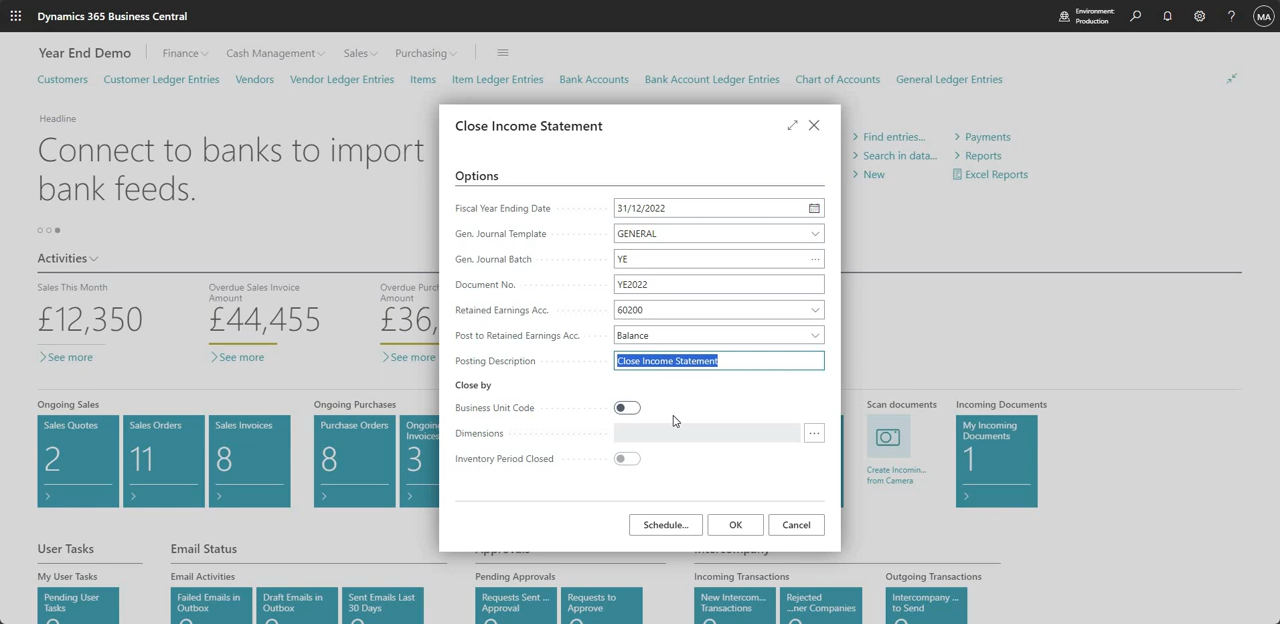 Dynamics 365 Business Central
Environment:
Production
?
MA
Year End Demo
Finance
Cash Management
Sales
Purchasing
Customers
Customer Ledger Entries
Vendors
Vendor Ledger Entries
Items
Item Ledger Entries
Bank Accounts
Bank Account Ledger Entries
Chart of Accounts
General Ledger Entries
Headline
Connect to banks to import
bank feeds.
> Find entries...
> Payments
> Search in data...
> Reports
> New
Excel Reports
Activities
Sales This Month
£12,350
> See more
Overdue Sales Invoice
Amount
£44,455
> See more
Overdue Purch
Amount
£36,
> See more
Close Income Statement
Options
Fiscal Year Ending Date
31/12/2022
Gen. Journal Template
GENERAL
Gen. Journal Batch
YE
...
Document No.
YE2022
Retained Earnings Acc.
60200
Post to Retained Earnings Acc.
Balance
Posting Description
Close Income Statement
Close by
Business Unit Code
Dimensions
...
Inventory Period Closed
Schedule...
OK
Cancel
Ongoing Sales
Sales Quotes
2
Sales Orders
11
Sales Invoices
8
Ongoing Purchases
Purchase Orders
8
Ongoing
Invoices
3
Scan documents
Create Incomin...
from Camera
Incoming Documents
My Incoming
Documents
1
User Tasks
Email Status
Approvals
Intercompany
My User Tasks
Email Activities
Pending Approvals
Incoming Transactions
Outgoing Transactions
Pending User
Tasks
Failed Emails in
Outbox
Draft Emails in
Outbox
Sent Emails Last
30 Days
Requests Sent ...
Approval
Requests to
Approve
New Intercom...
Transactions
Rejected
...ner Companies
Intercompany ...
to Send